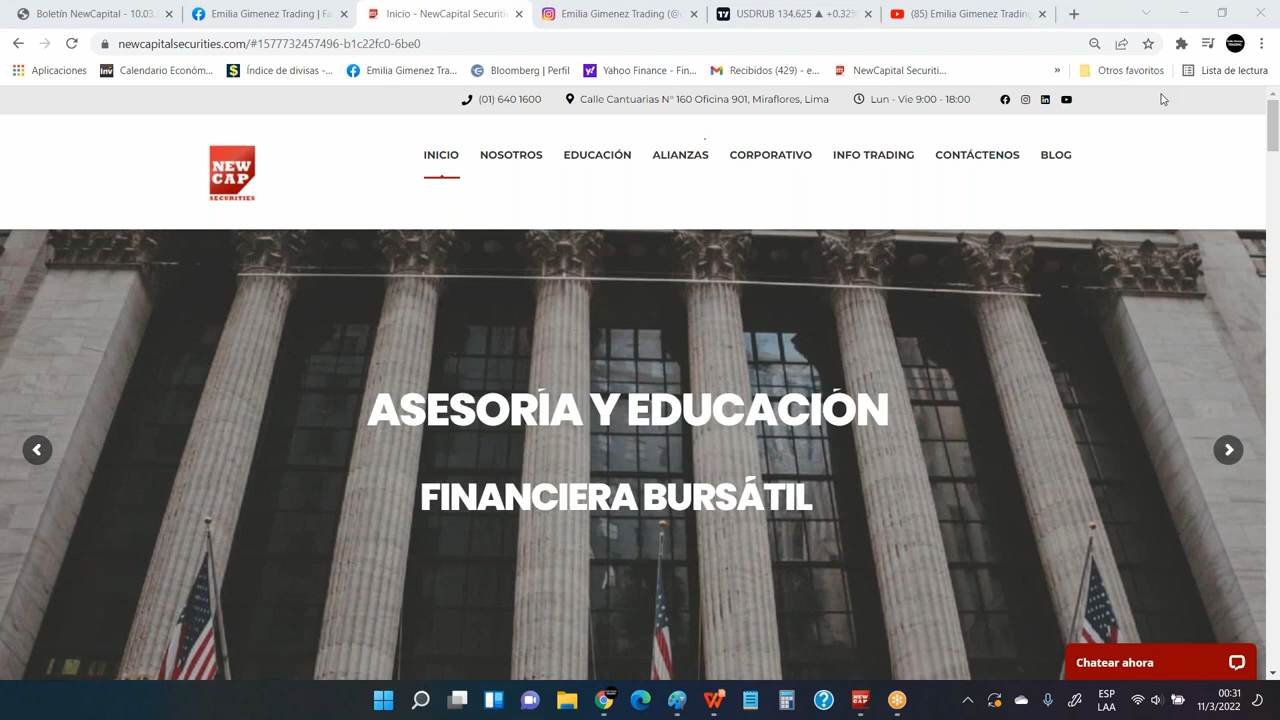 Boletín NewCapital - 10.03.
Emilia Gimenez Trading | Fa
Inicio - NewCapital Securitie
Emilia Gimenez Trading (@
USDRUB 134.625 ▲ +0.32%
(85) Emilia Gimenez Trading
newcapitalsecurities.com/#1577732457496-b1c22fc0-6be0
Aplicaciones
Calendario Económ...
Índice de divisas -...
Emilia Gimenez Tra...
Bloomberg | Perfil
Yahoo Finance - Fin...
Recibidos (429) - e...
NewCapital Securiti...
»
Otros favoritos
Lista de lectura
(01) 640 1600
Calle Cantuarias N° 160 Oficina 901, Miraflores, Lima
Lun - Vie 9:00 - 18:00
NEW
CAP
SECURITIES
INICIO
NOSOTROS
EDUCACIÓN
ALIANZAS
CORPORATIVO
INFO TRADING
CONTÁCTENOS
BLOG
ASESORÍA Y EDUCACIÓN
FINANCIERA BURSÁTIL
Chatear ahora
ESP
LAA
00:31
11/3/2022